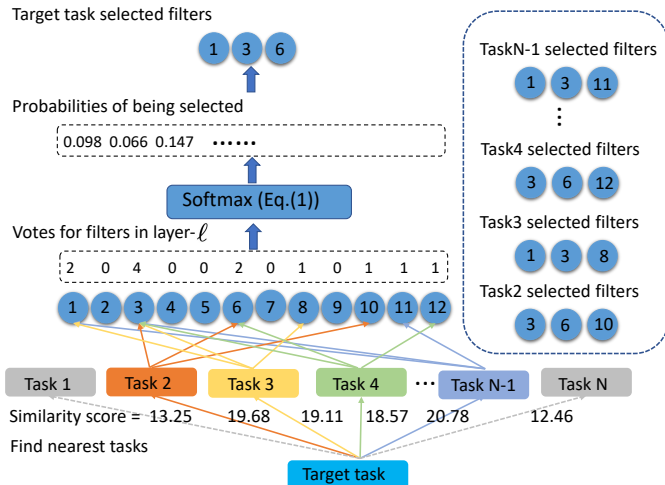 Target task selected filters
1 3 6
Probabilities of being selected
0.098 0.066 0.147 ······
Softmax (Eq.(1))
Votes for filters in layer-ℓ
2 0 4 0 0 2 0 1 0 1 1 1
1 2 3 4 5 6 7 8 9 10 11 12
Task 1 Task 2 Task 3 Task 4 ··· Task N-1 Task N
Similarity score = 13.25 19.68 19.11 18.57 20.78 12.46
Find nearest tasks
Target task
TaskN-1 selected filters
1 3 11
⋮
Task4 selected filters
3 6 12
Task3 selected filters
1 3 8
Task2 selected filters
3 6 10